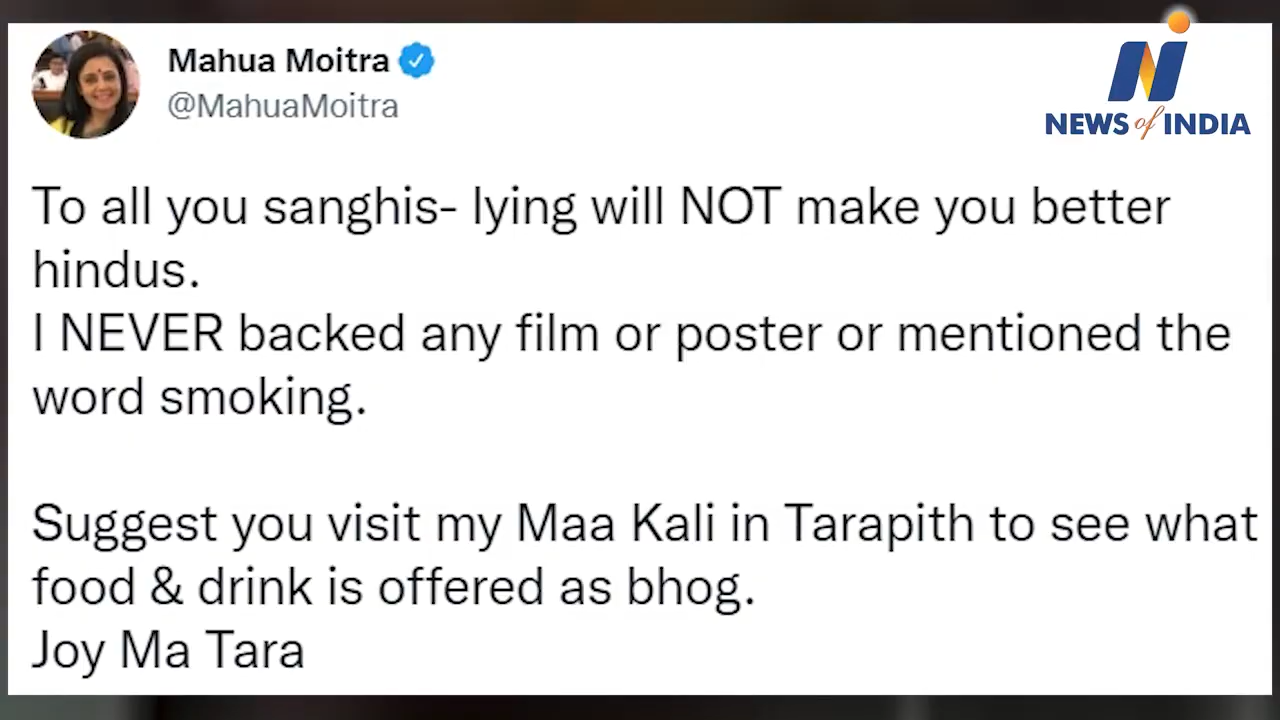 Mahua Moitra
@MahuaMoitra
NEWS of INDIA
To all you sanghis- lying will NOT make you better
hindus.
I NEVER backed any film or poster or mentioned the
word smoking.
Suggest you visit my Maa Kali in Tarapith to see what
food & drink is offered as bhog.
Joy Ma Tara